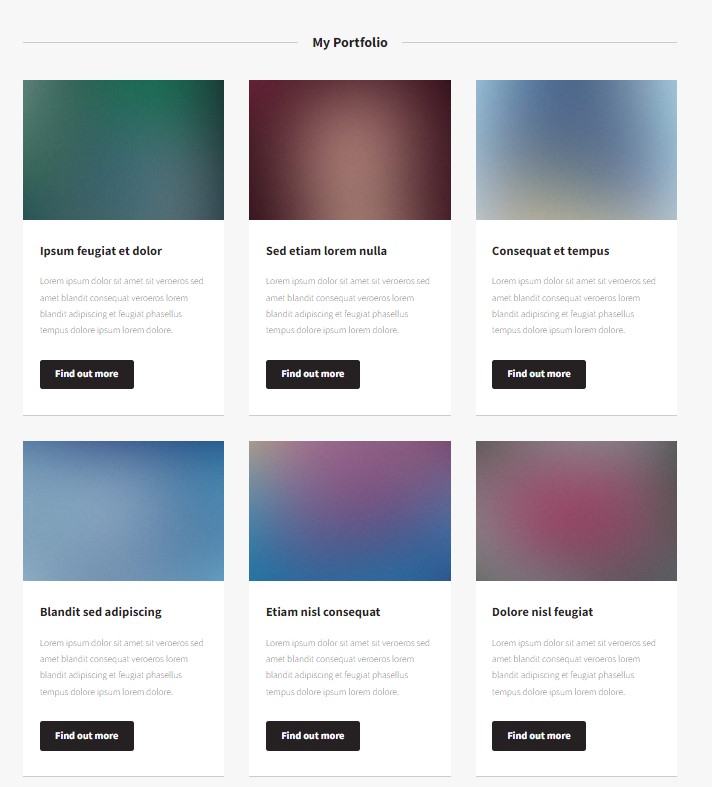 My Portfolio
Ipsum feugiat et dolor
Lorem ipsum dolor sit amet sit veroeros sed
amet blandit consequat veroeros lorem
blandit adipiscing et feugiat phasellus
tempus dolore ipsum lorem dolore.
Find out more
Sed etiam lorem nulla
Lorem ipsum dolor sit amet sit veroeros sed
amet blandit consequat veroeros lorem
blandit adipiscing et feugiat phasellus
tempus dolore ipsum lorem dolore.
Find out more
Consequat et tempus
Lorem ipsum dolor sit amet sit veroeros sed
amet blandit consequat veroeros lorem
blandit adipiscing et feugiat phasellus
tempus dolore ipsum lorem dolore.
Find out more
Blandit sed adipiscing
Lorem ipsum dolor sit amet sit veroeros sed
amet blandit consequat veroeros lorem
blandit adipiscing et feugiat phasellus
tempus dolore ipsum lorem dolore.
Find out more
Etiam nisl consequat
Lorem ipsum dolor sit amet sit veroeros sed
amet blandit consequat veroeros lorem
blandit adipiscing et feugiat phasellus
tempus dolore ipsum lorem dolore.
Find out more
Dolore nisl feugiat
Lorem ipsum dolor sit amet sit veroeros sed
amet blandit consequat veroeros lorem
blandit adipiscing et feugiat phasellus
tempus dolore ipsum lorem dolore.
Find out more